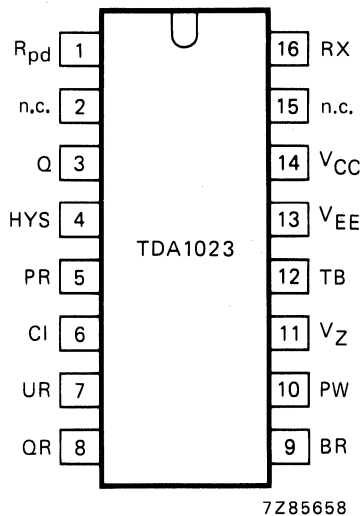 Rpd 1 16 RX
n.c. 2 15 n.c.
Q 3 14 VCC
HYS 4 13 VEE
TDA1023
PR 5 12 TB
CI 6 11 VZ
UR 7 10 PW
QR 8 9 BR
7Z85658